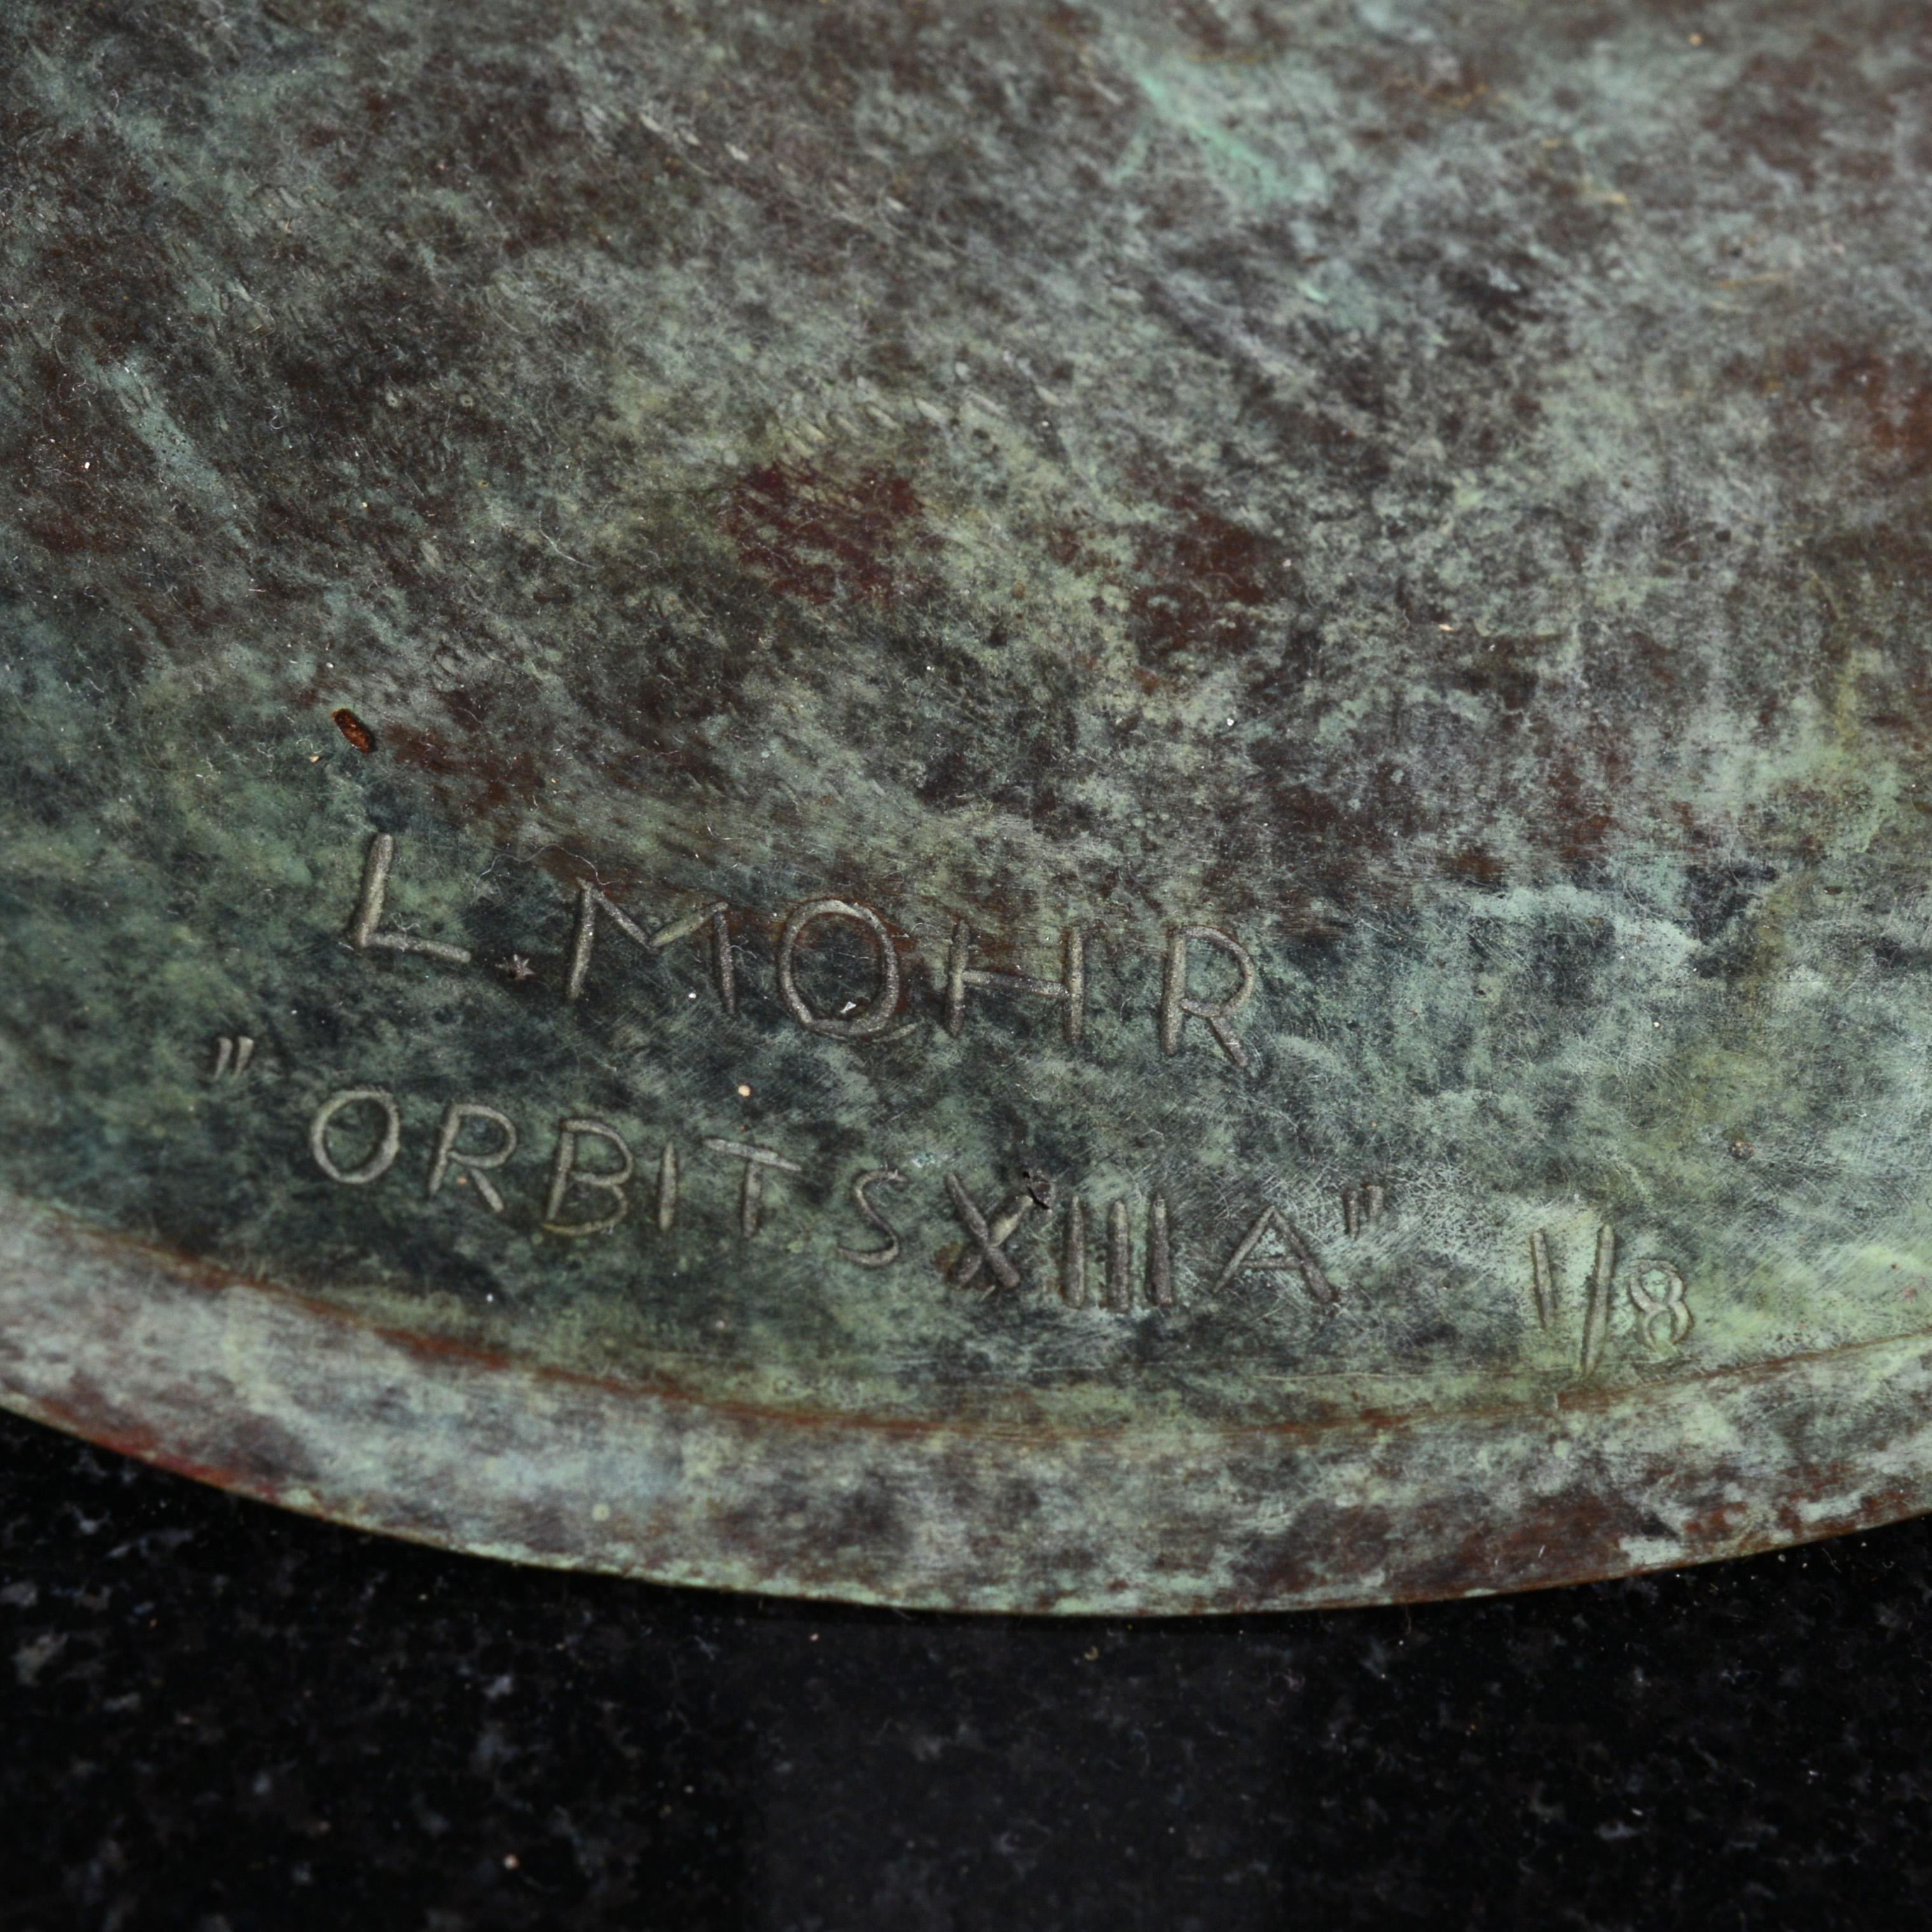 L.MOHR
"ORBITS XIII A" 1/8